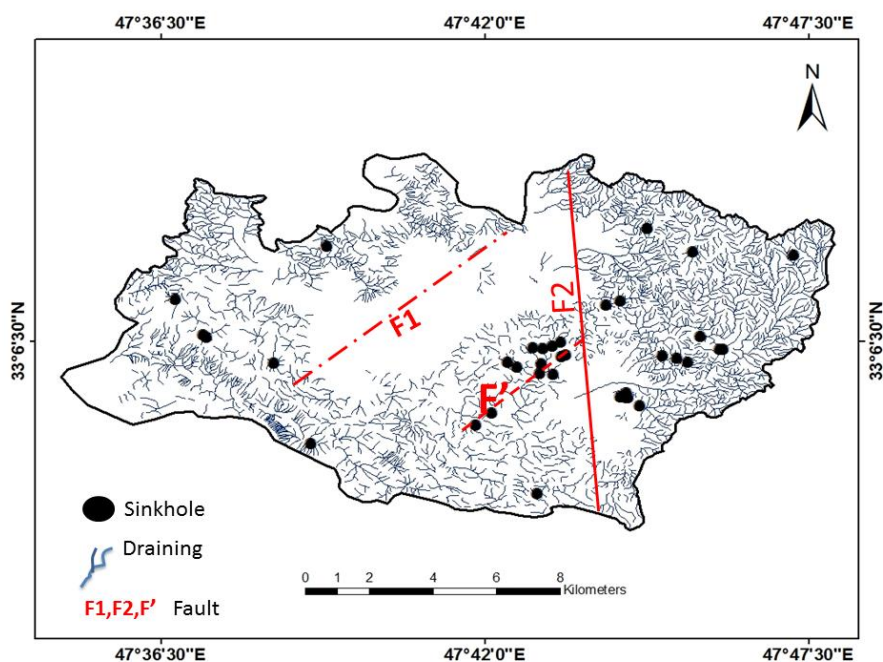 47°36'30"E 47°42'0"E 47°47'30"E
N
33°6'30"N
33°6'30"N
F1
F2
F'
Sinkhole
Draining
F1,F2,F' Fault
0 1 2 4 6 8
Kilometers
47°36'30"E 47°42'0"E 47°47'30"E